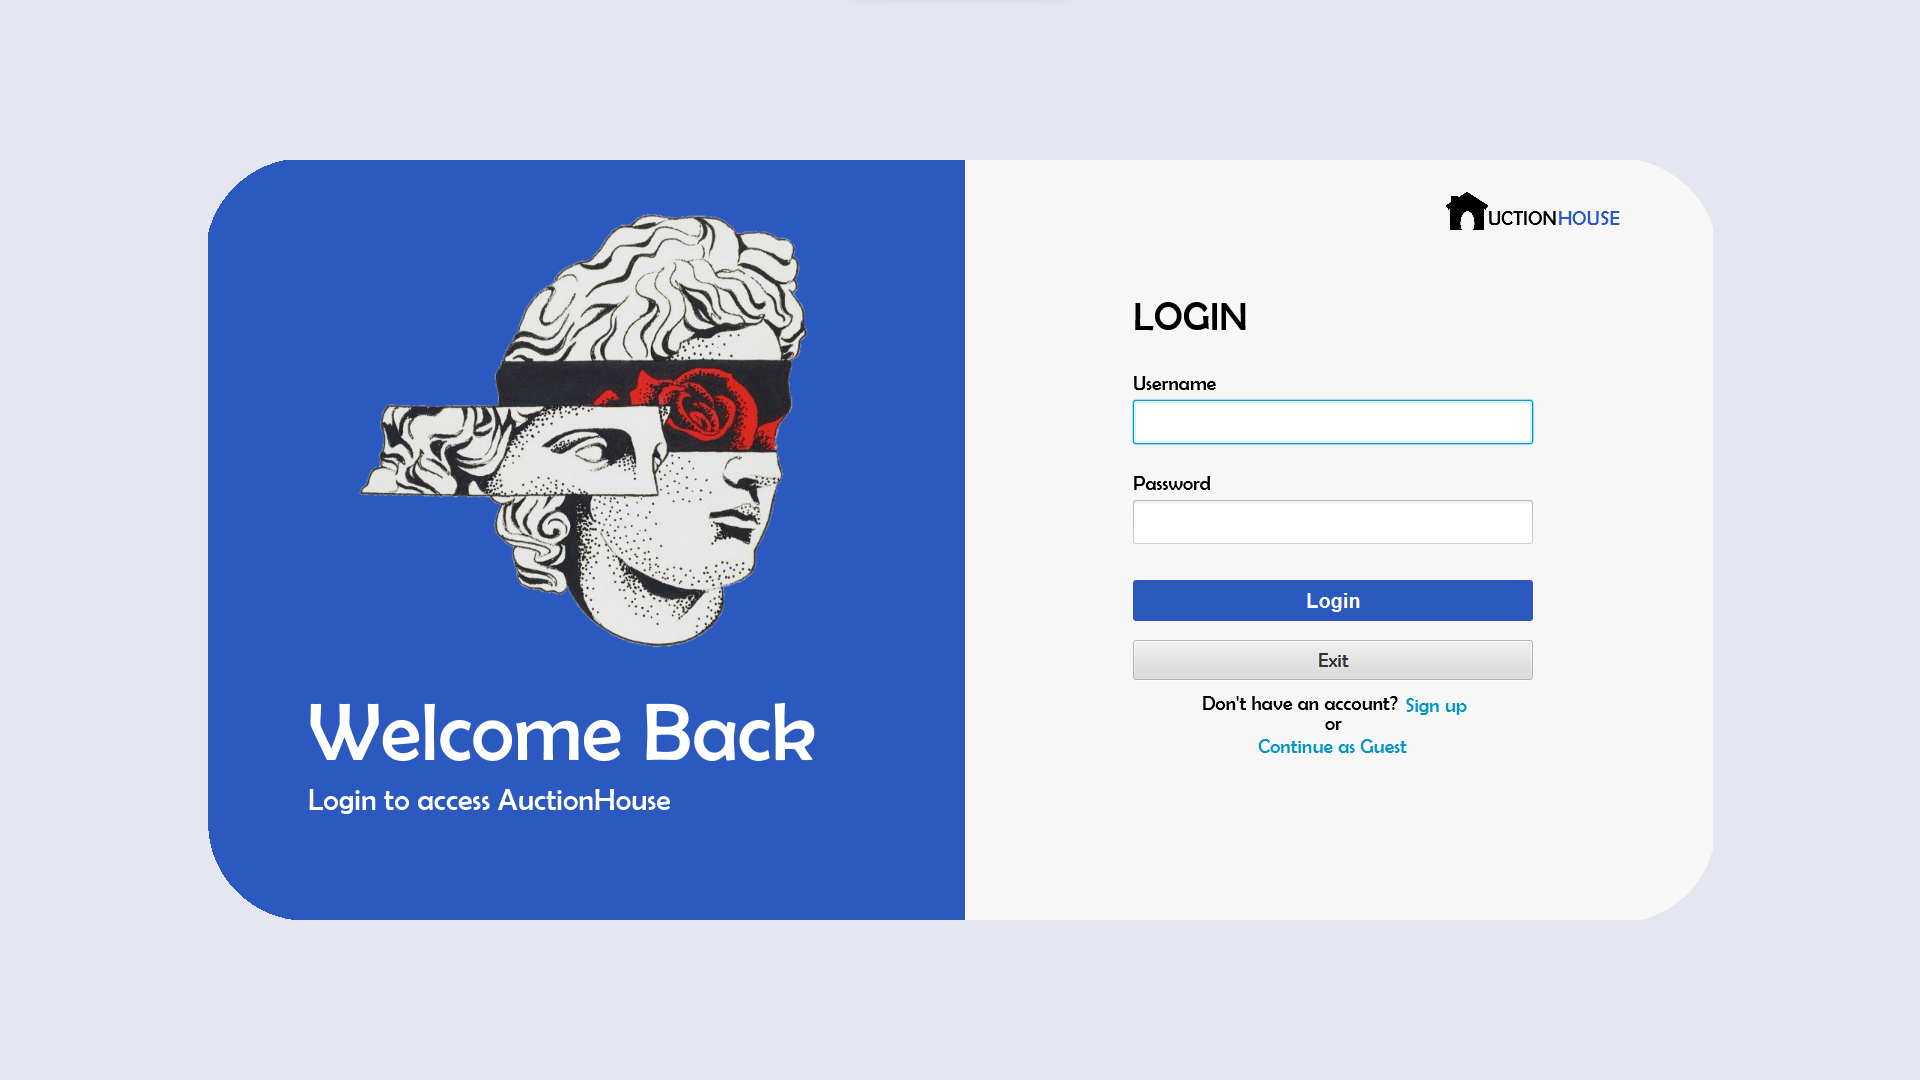 Welcome Back
Login to access AuctionHouse
UCTIONHOUSE
LOGIN
Username
Password
Login
Exit
Don't have an account? Sign up
or
Continue as Guest